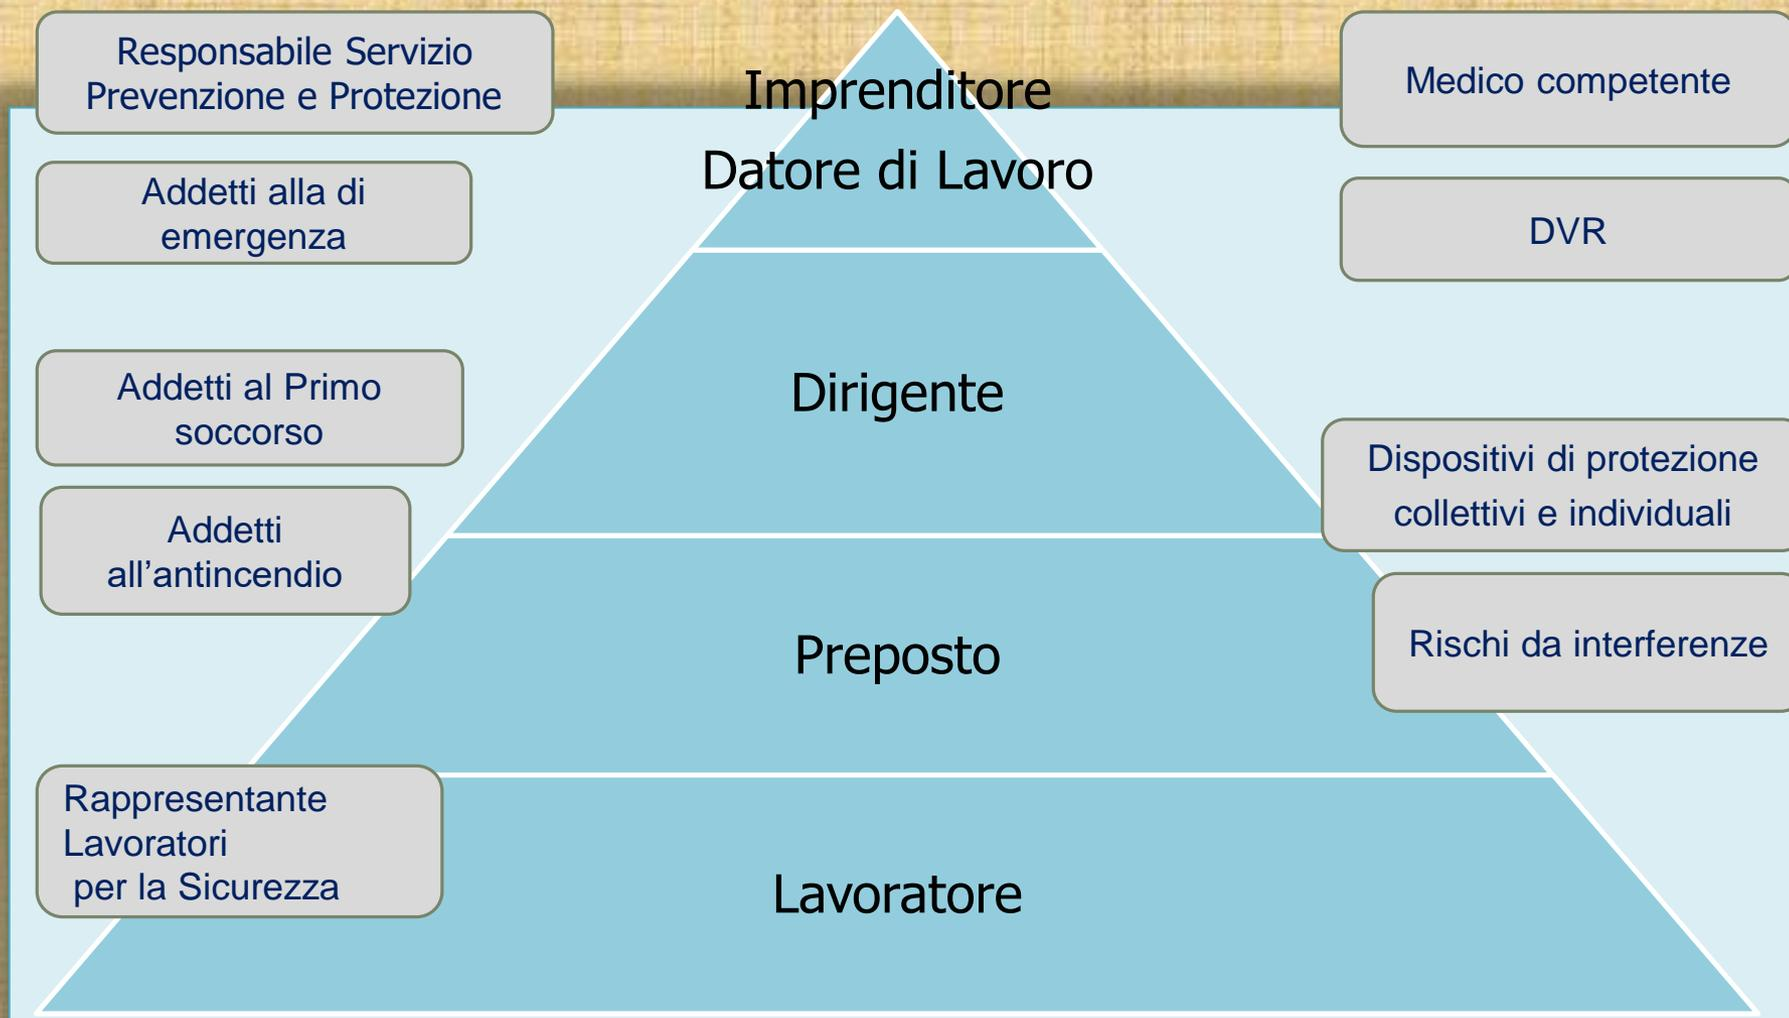 Responsabile Servizio
Prevenzione e Protezione
Addetti alla di
emergenza
Addetti al Primo
soccorso
Addetti
all’antincendio
Rappresentante
Lavoratori
per la Sicurezza
Imprenditore
Datore di Lavoro
Dirigente
Preposto
Lavoratore
Medico competente
DVR
Dispositivi di protezione
collettivi e individuali
Rischi da interferenze